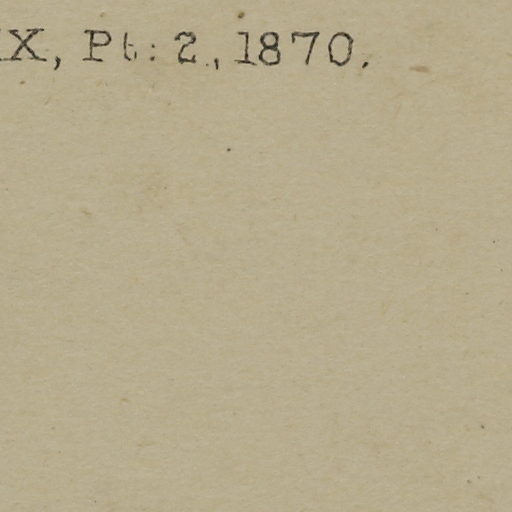 X, Pt: 2., 1870.